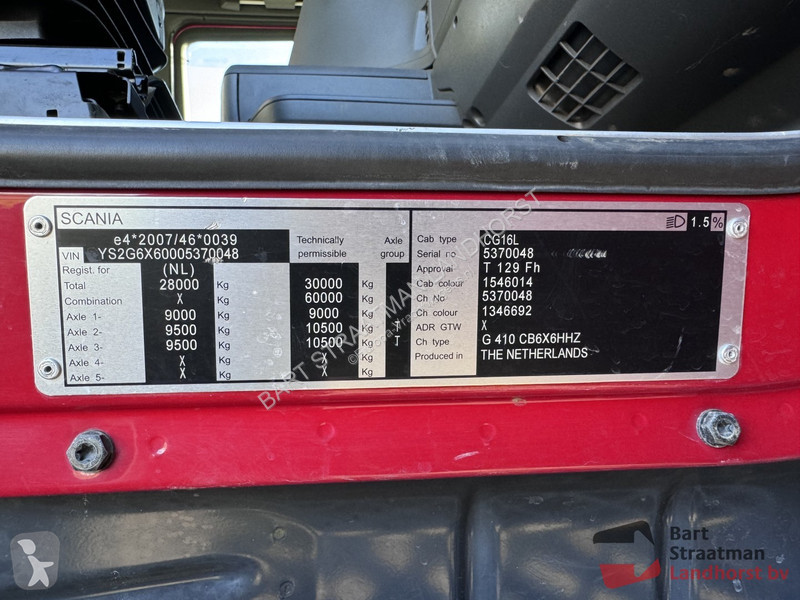 SCANIA
1.5%
e4*2007/46*0039
VIN YS2G6X60005370048
Technically permissible
Axle group
Regist. for (NL)
Total 28000 Kg 30000 Kg
Combination X Kg 60000 Kg
Axle 1- 9000 Kg 9000 Kg
Axle 2- 9500 Kg 10500 Kg X
Axle 3- 9500 Kg 10500 Kg T
Axle 4- X Kg X Kg
Axle 5- X Kg X Kg
Cab type CG16L
Serial no 5370048
Approval T 129 Fh
Cab colour 1546014
Ch No 5370048
Ch colour 1346692
ADR GTW X
Ch type G 410 CB6X6HHZ
Produced in THE NETHERLANDS
Bart
Straatman
Landhorst bv